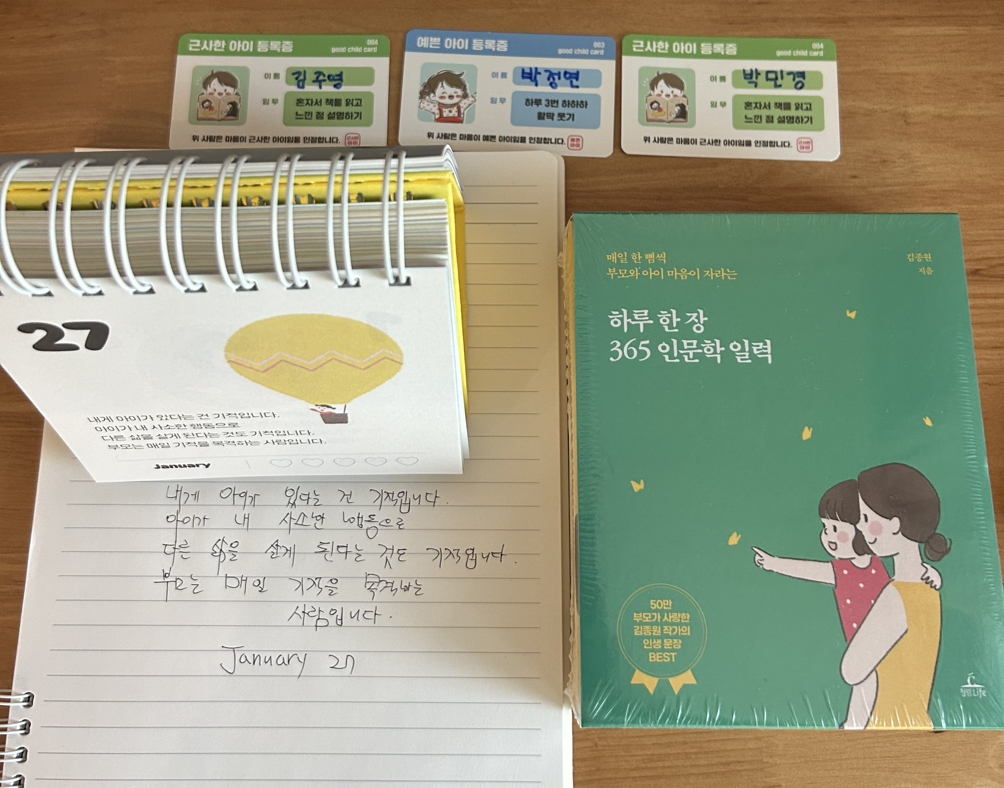 근사한 아이 등록증
004
good child card
이름 김주영
임무 혼자서 책을 읽고
느낀 점 설명하기
위 사람은 마음이 근사한 아이임을 인정합니다.
예쁜 아이 등록증
003
good child card
이름 박정연
임무 하루 3번 하하하
활짝 웃기
위 사람은 마음이 예쁜 아이임을 인정합니다.
근사한 아이 등록증
004
good child card
이름 박민경
임무 혼자서 책을 읽고
느낀 점 설명하기
위 사람은 마음이 근사한 아이임을 인정합니다.
27
내게 아이가 있다는 건 기적입니다.
아이가 내 사소한 행동으로
다른 삶을 살게 된다는 것도 기적입니다.
부모는 매일 기적을 목격하는 사람입니다.
January
내게 아이가 있다는 건 기적입니다.
아이가 내 사소한 행동으로
다른 삶을 살게 된다는 것도 기적입니다.
부모는 매일 기적을 목격하는
사람입니다.
January 27
매일 한 뼘씩
부모와 아이 마음이 자라는
김종원
지음
하루 한 장
365 인문학 일력
50만
부모가 사랑한
김종원 작가의
인생 문장
BEST
청림Life